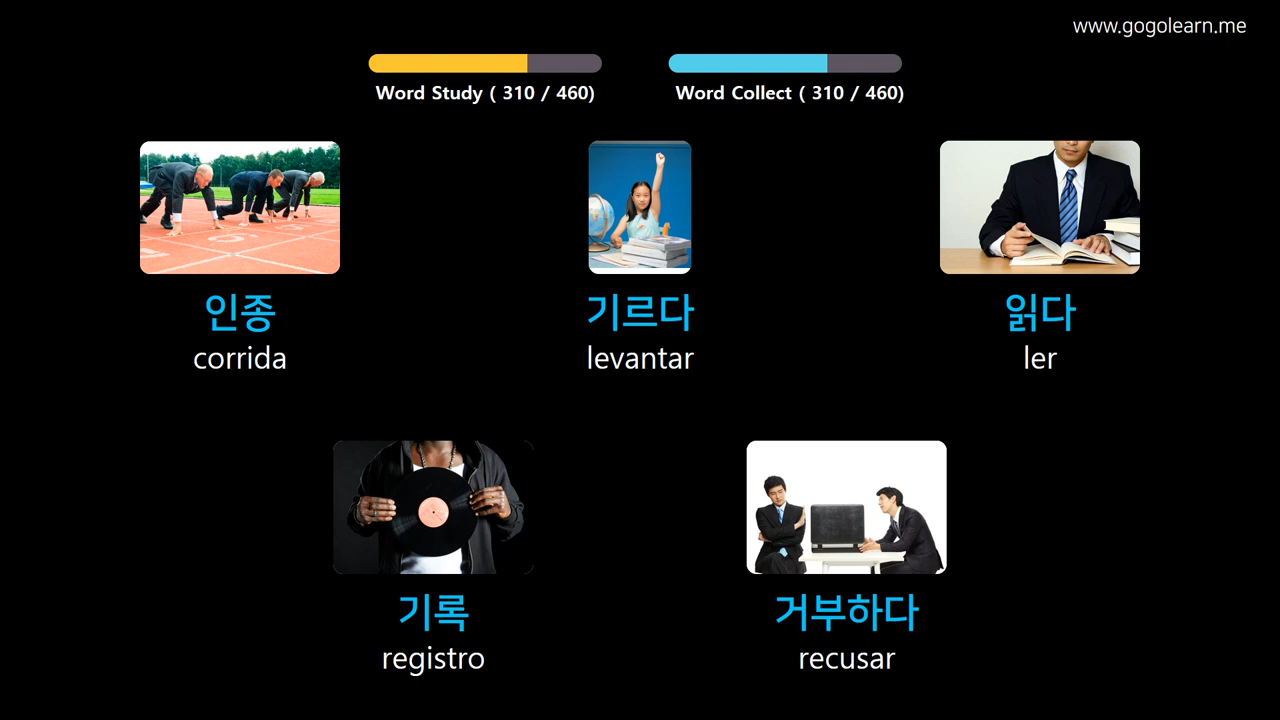 www.gogolearn.me
Word Study ( 310 / 460)
Word Collect ( 310 / 460)
인종
corrida
기르다
levantar
읽다
ler
기록
registro
거부하다
recusar